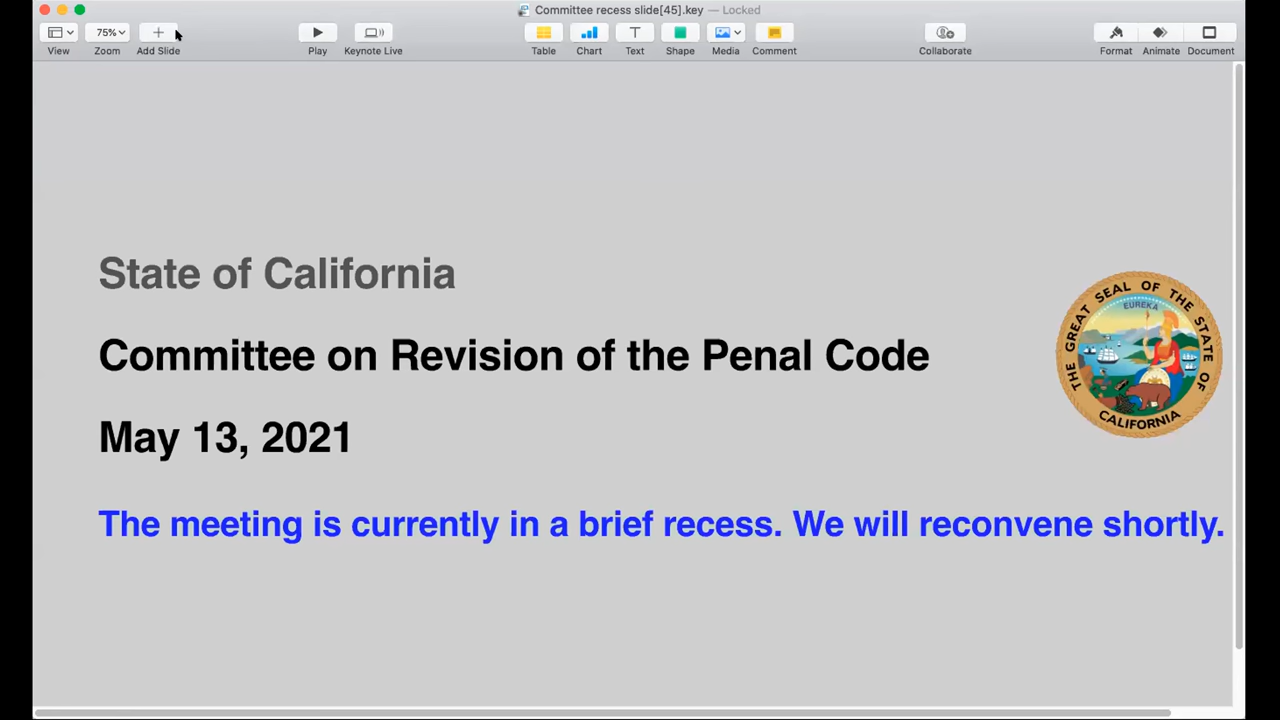 Committee recess slide[45].key — Locked
75%
View
Zoom
Add Slide
Play
Keynote Live
Table
Chart
Text
Shape
Media
Comment
Collaborate
Format
Animate
Document
State of California
Committee on Revision of the Penal Code
May 13, 2021
The meeting is currently in a brief recess. We will reconvene shortly.
THE GREAT SEAL OF THE STATE OF CALIFORNIA
EUREKA